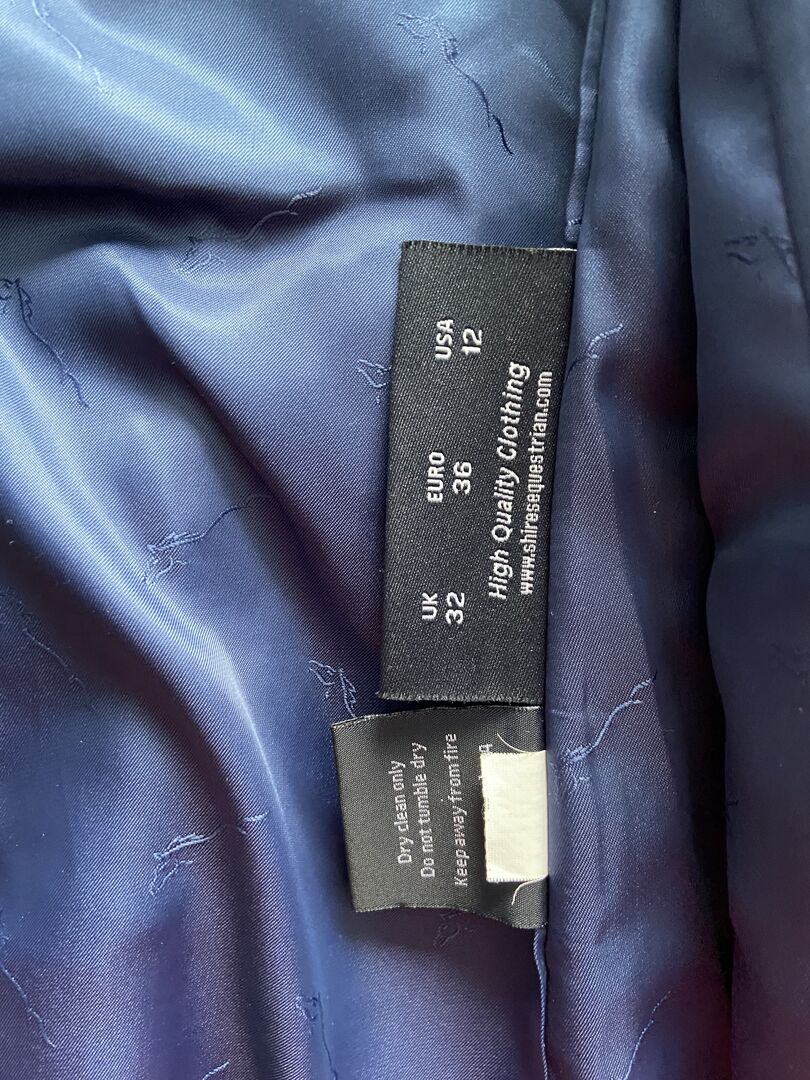 UK EURO USA
32 36 12
High Quality Clothing
www.shiresequestrian.com
Dry clean only
Do not tumble dry
Keep away from fire